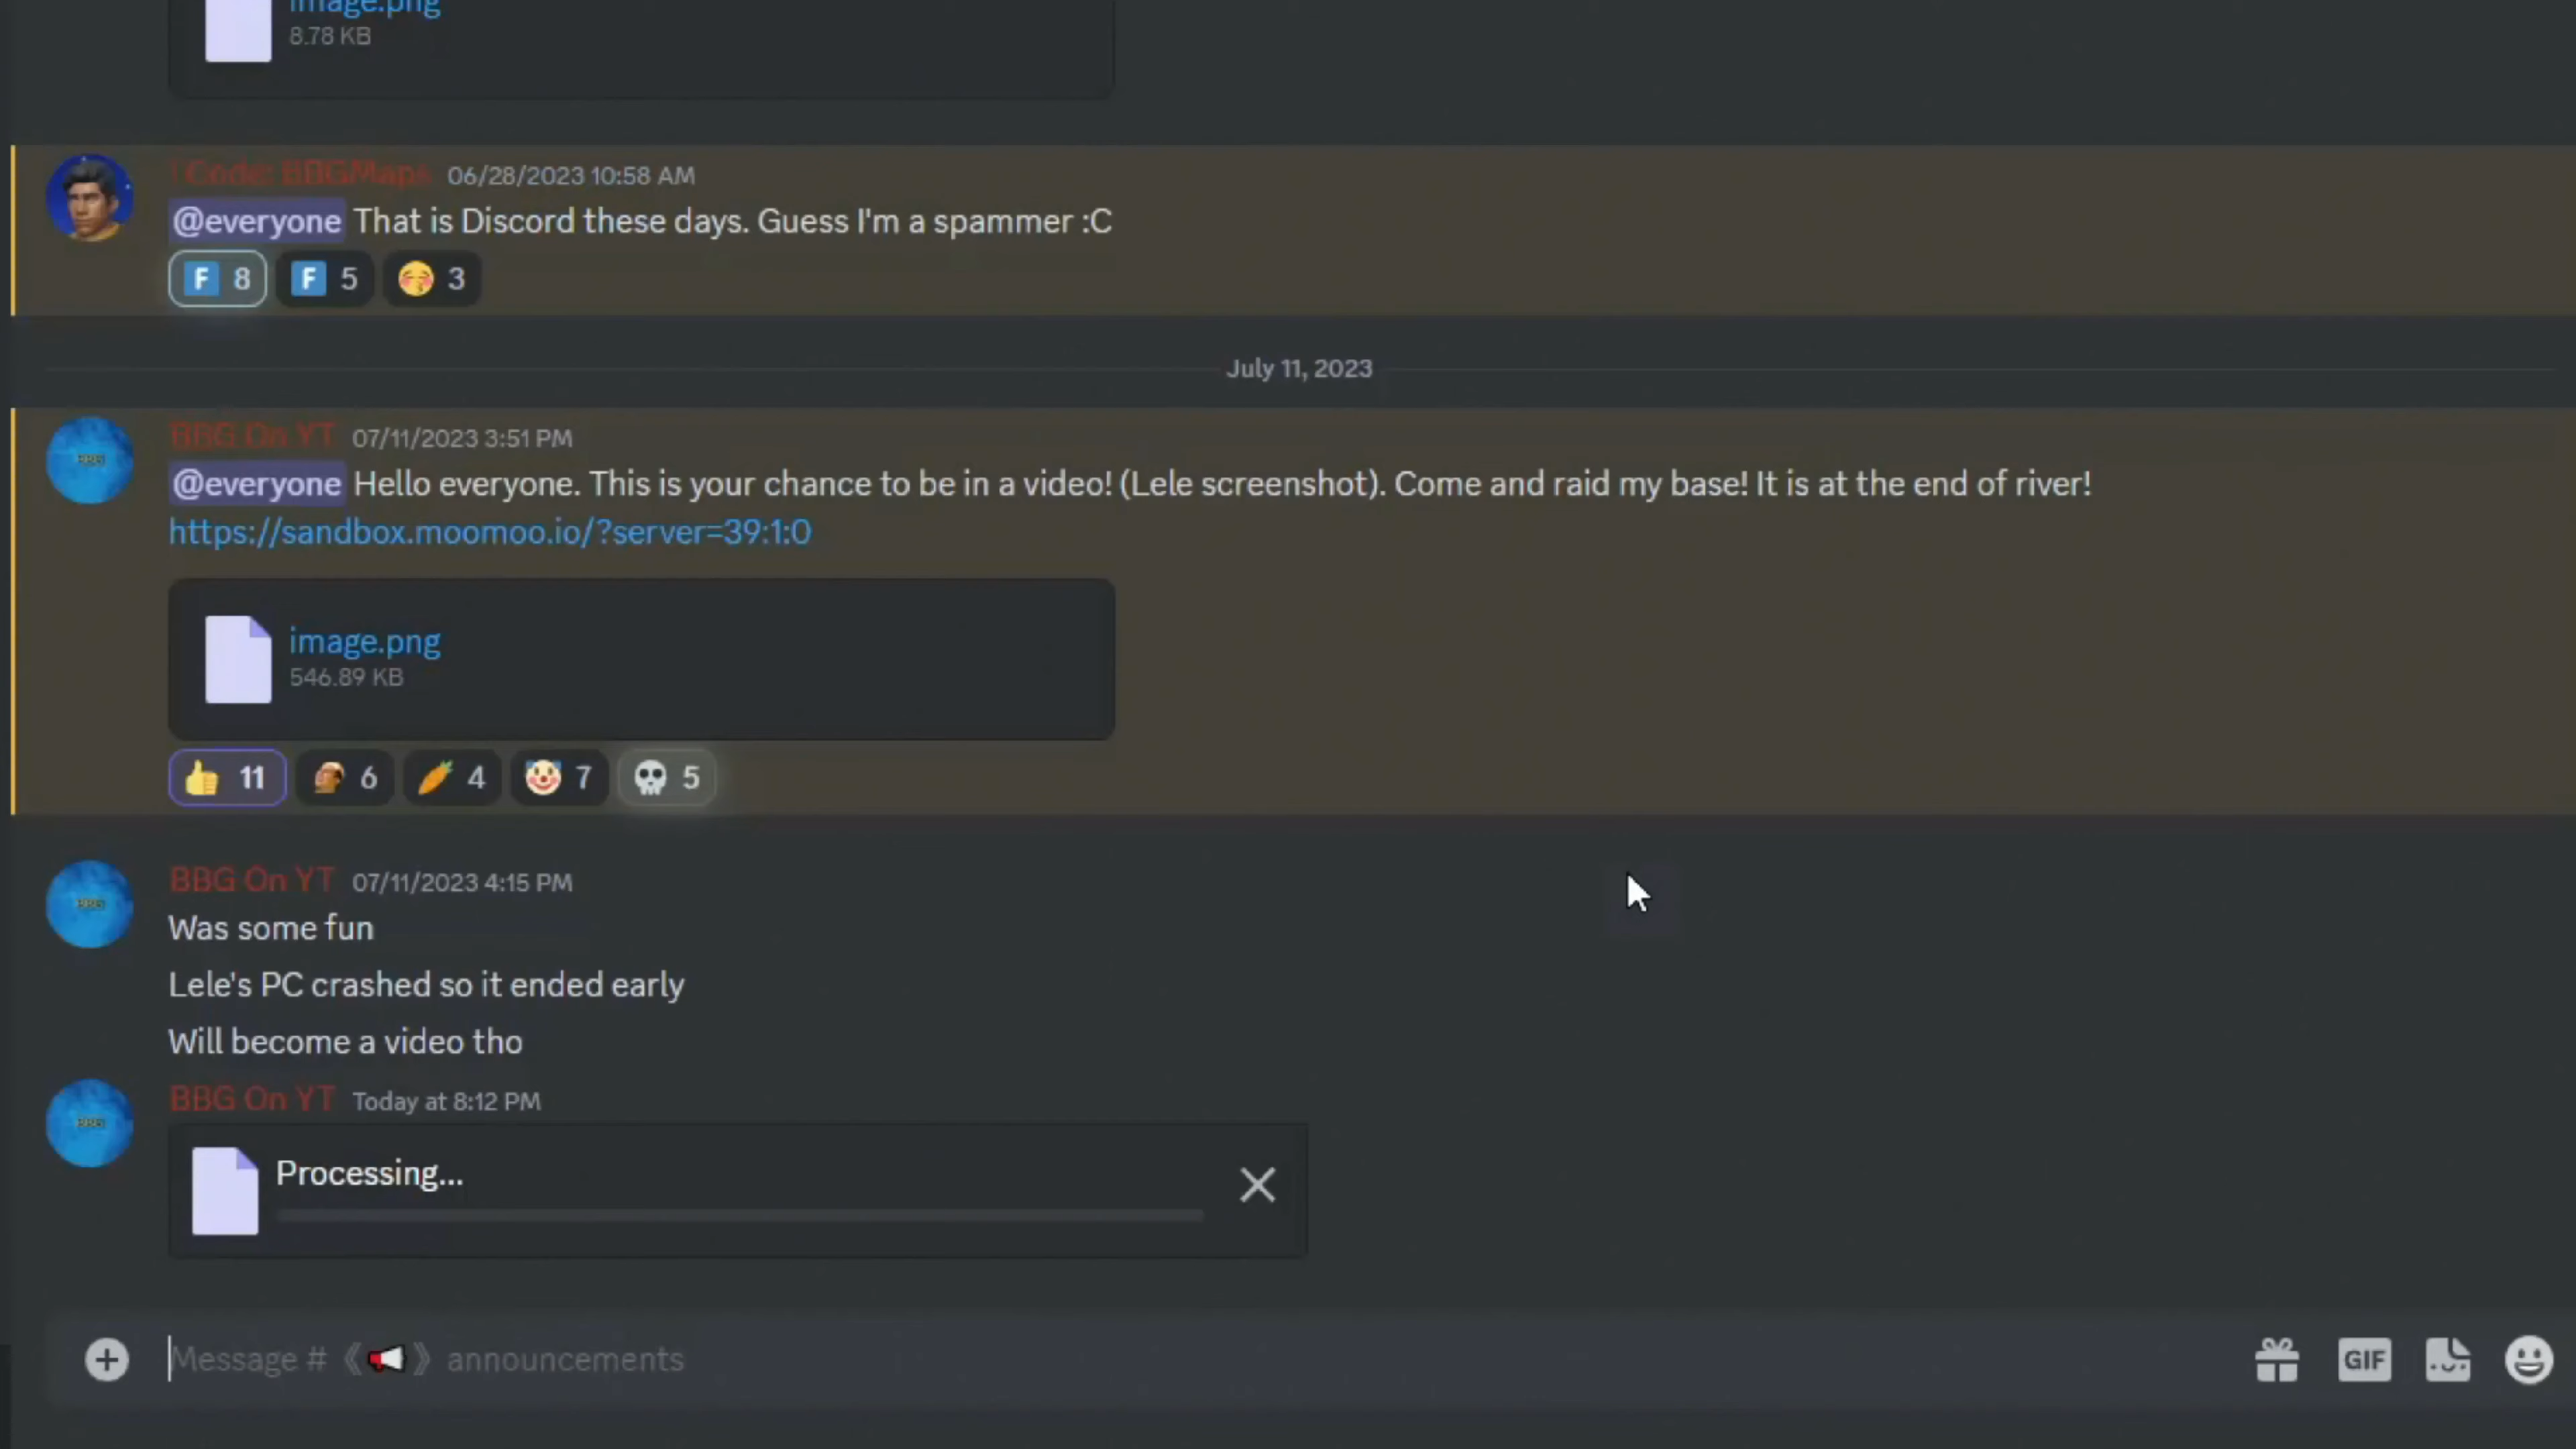 image.png
8.78 KB
! Code: BBGMaps 06/28/2023 10:58 AM
@everyone That is Discord these days. Guess I'm a spammer :C
F 8 F 5 3
July 11, 2023
BBG On YT 07/11/2023 3:51 PM
@everyone Hello everyone. This is your chance to be in a video! (Lele screenshot). Come and raid my base! It is at the end of river!
https://sandbox.moomoo.io/?server=39:1:0
image.png
546.89 KB
11 6 4 7 5
BBG On YT 07/11/2023 4:15 PM
Was some fun
Lele's PC crashed so it ended early
Will become a video tho
BBG On YT Today at 8:12 PM
Processing...
Message # 《📢》 announcements
GIF